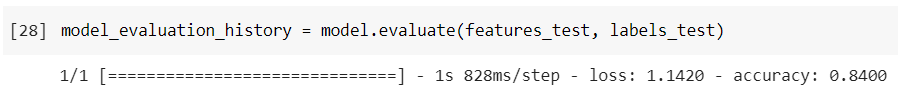 [28] model_evaluation_history = model.evaluate(features_test, labels_test)
1/1 [==============================] - 1s 828ms/step - loss: 1.1420 - accuracy: 0.8400